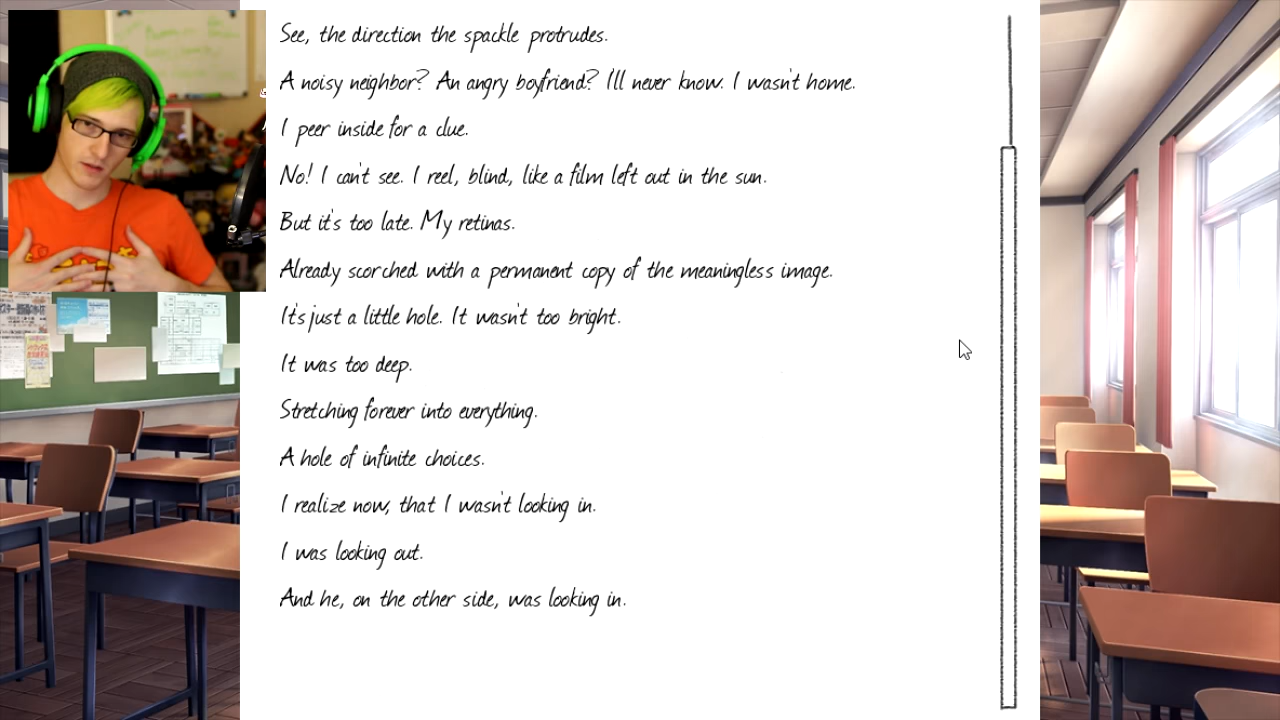 See, the direction the spackle protrudes.
A noisy neighbor? An angry boyfriend? I'll never know. I wasn't home.
I peer inside for a clue.
No! I can't see. I reel, blind, like a film left out in the sun.
But it's too late. My retinas.
Already scorched with a permanent copy of the meaningless image.
It's just a little hole. It wasn't too bright.
It was too deep.
Stretching forever into everything.
A hole of infinite choices.
I realize now, that I wasn't looking in.
I was looking out.
And he, on the other side, was looking in.